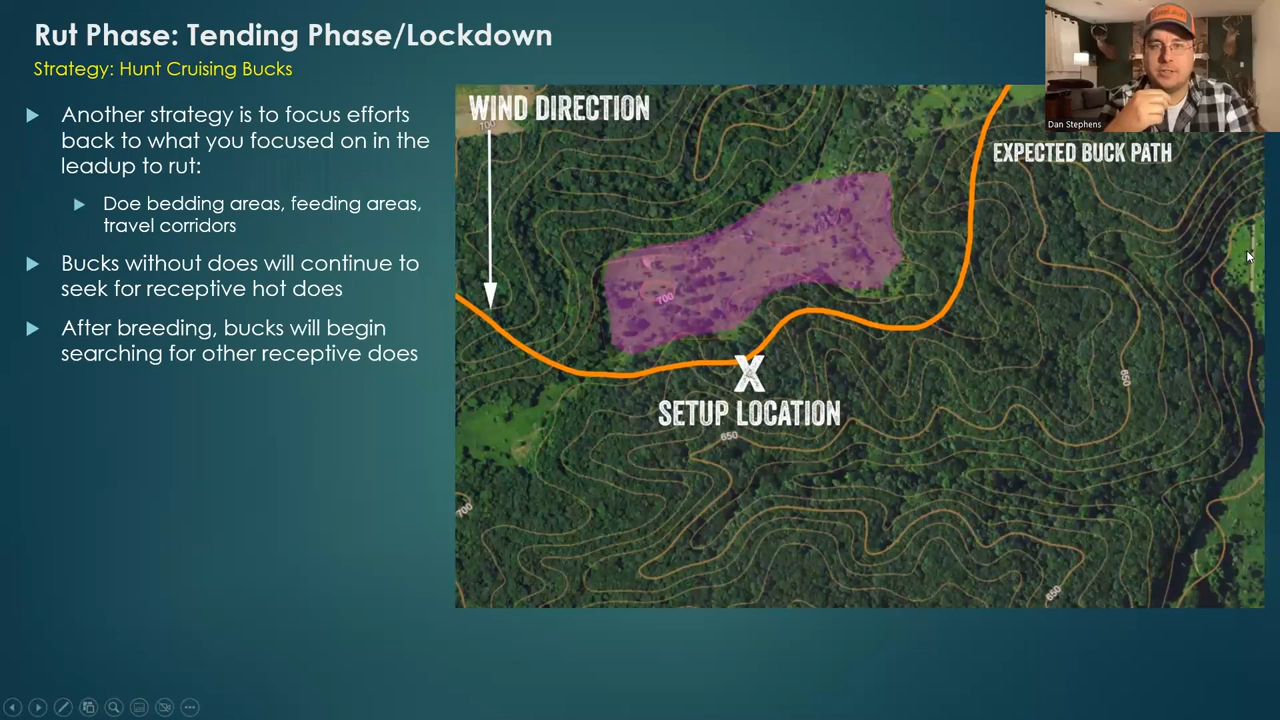 Rut Phase: Tending Phase/Lockdown
Strategy: Hunt Cruising Bucks
Another strategy is to focus efforts
back to what you focused on in the
leadup to rut:
Doe bedding areas, feeding areas,
travel corridors
Bucks without does will continue to
seek for receptive hot does
After breeding, bucks will begin
searching for other receptive does
WIND DIRECTION
700
EXPECTED BUCK PATH
700
SETUP LOCATION
650
650
700
650
Dan Stephens